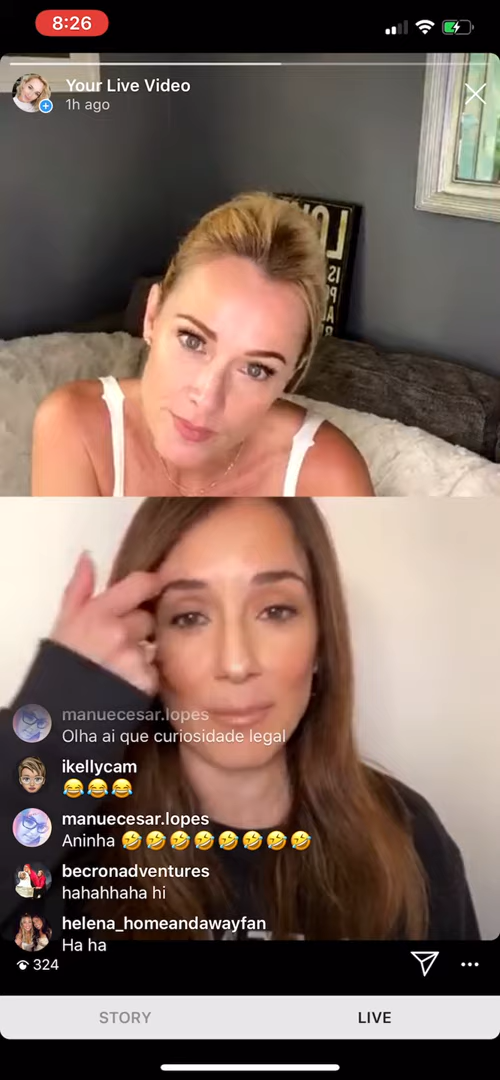 8:26
Your Live Video
1h ago
manuecesar.lopes
Olha ai que curiosidade legal
ikellycam
😂😂😂
manuecesar.lopes
Aninha 🤣🤣🤣🤣🤣🤣🤣🤣
becronadventures
hahahhaha hi
helena_homeandawayfan
Ha ha
324
STORY
LIVE